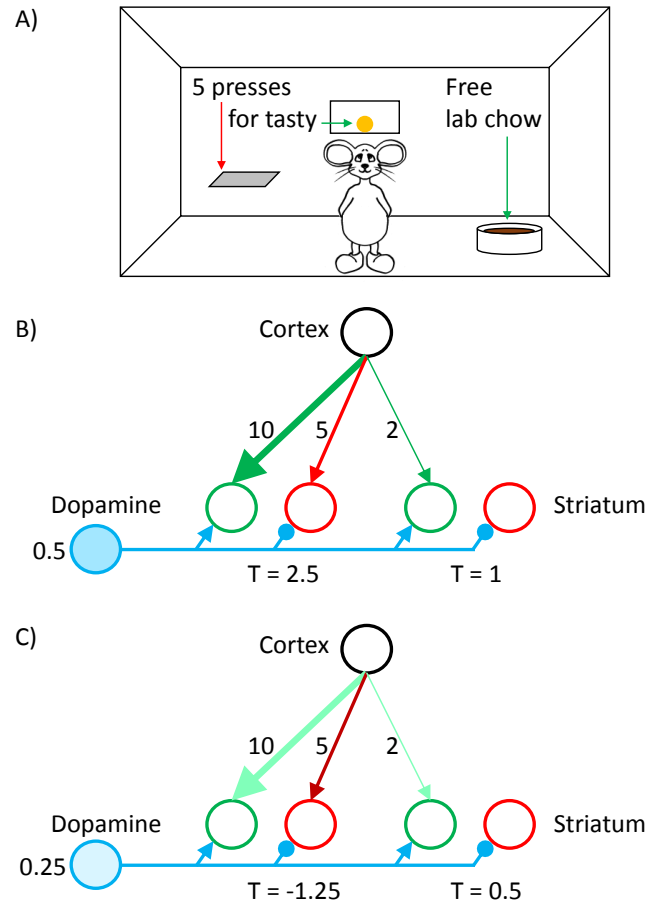 A)
5 presses
for tasty
Free
lab chow
B)
Cortex
10
5
2
Dopamine
Striatum
0.5
T = 2.5
T = 1
C)
Cortex
10
5
2
Dopamine
Striatum
0.25
T = -1.25
T = 0.5